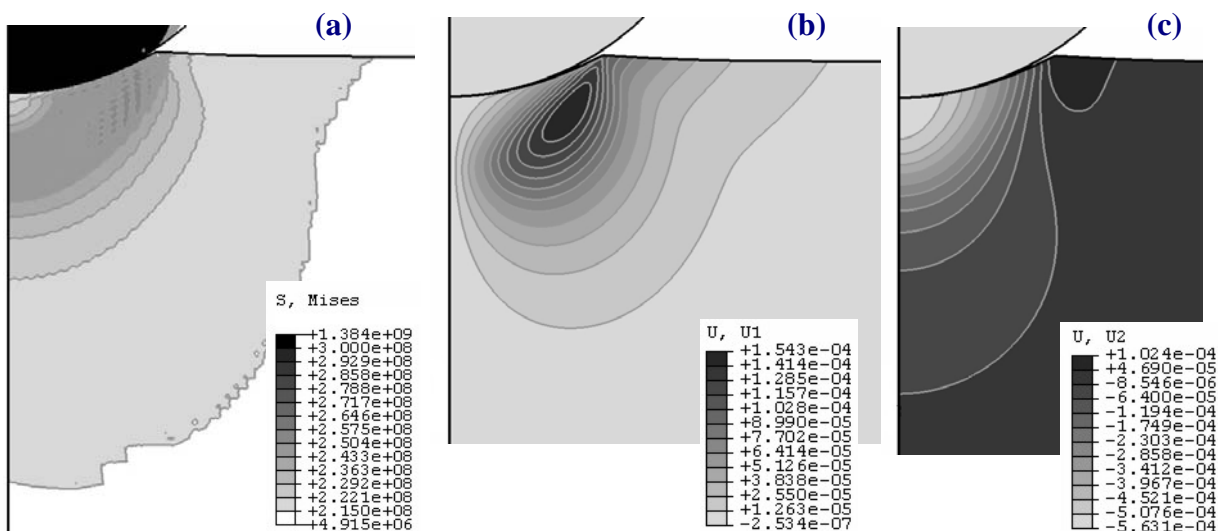 (a)
(b)
(c)
S, Mises
+1.384e+09
+3.000e+08
+2.929e+08
+2.858e+08
+2.788e+08
+2.717e+08
+2.646e+08
+2.575e+08
+2.504e+08
+2.433e+08
+2.363e+08
+2.292e+08
+2.221e+08
+2.150e+08
+4.915e+06
U, U1
+1.543e-04
+1.414e-04
+1.285e-04
+1.157e-04
+1.028e-04
+8.990e-05
+7.702e-05
+6.414e-05
+5.126e-05
+3.838e-05
+2.550e-05
+1.263e-05
-2.534e-07
U, U2
+1.024e-04
+4.690e-05
-8.546e-06
-6.400e-05
-1.194e-04
-1.749e-04
-2.303e-04
-2.858e-04
-3.412e-04
-3.967e-04
-4.521e-04
-5.076e-04
-5.631e-04